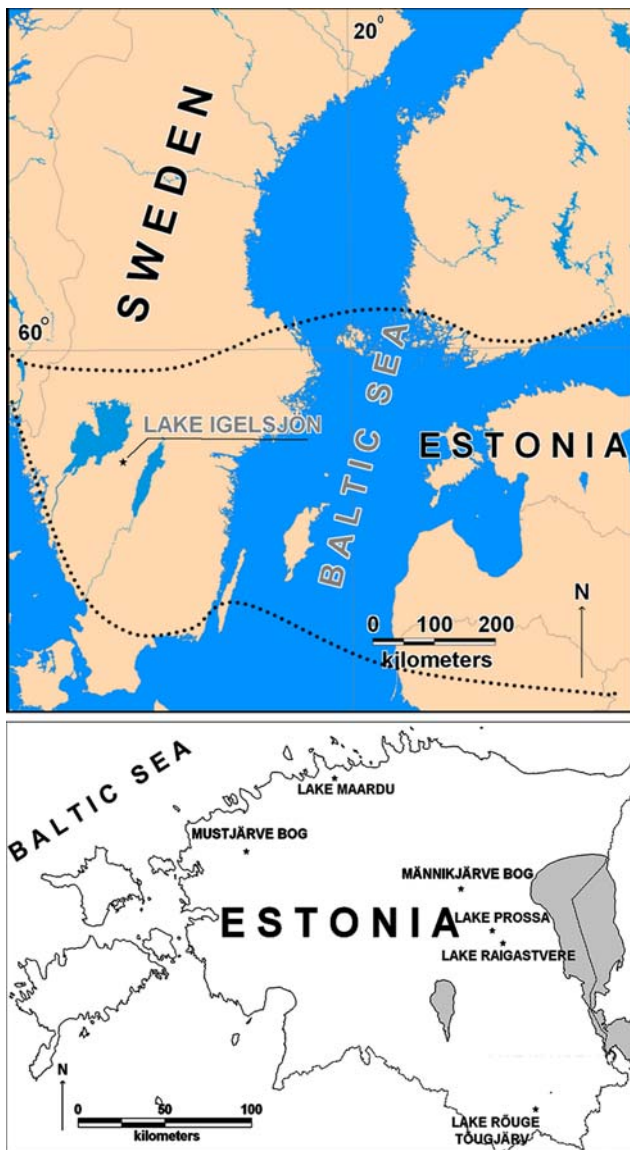 20°
SWEDEN
60°
LAKE IGELSJÖN
BALTIC SEA
ESTONIA
N
0 100 200
kilometers
BALTIC SEA
LAKE MAARDU
MUSTJÄRVE BOG
MÄNNIKJÄRVE BOG
ESTONIA
LAKE PROSSA
LAKE RAIGASTVERE
N
0 50 100
kilometers
LAKE RÕUGE
TÕUGJÄRV